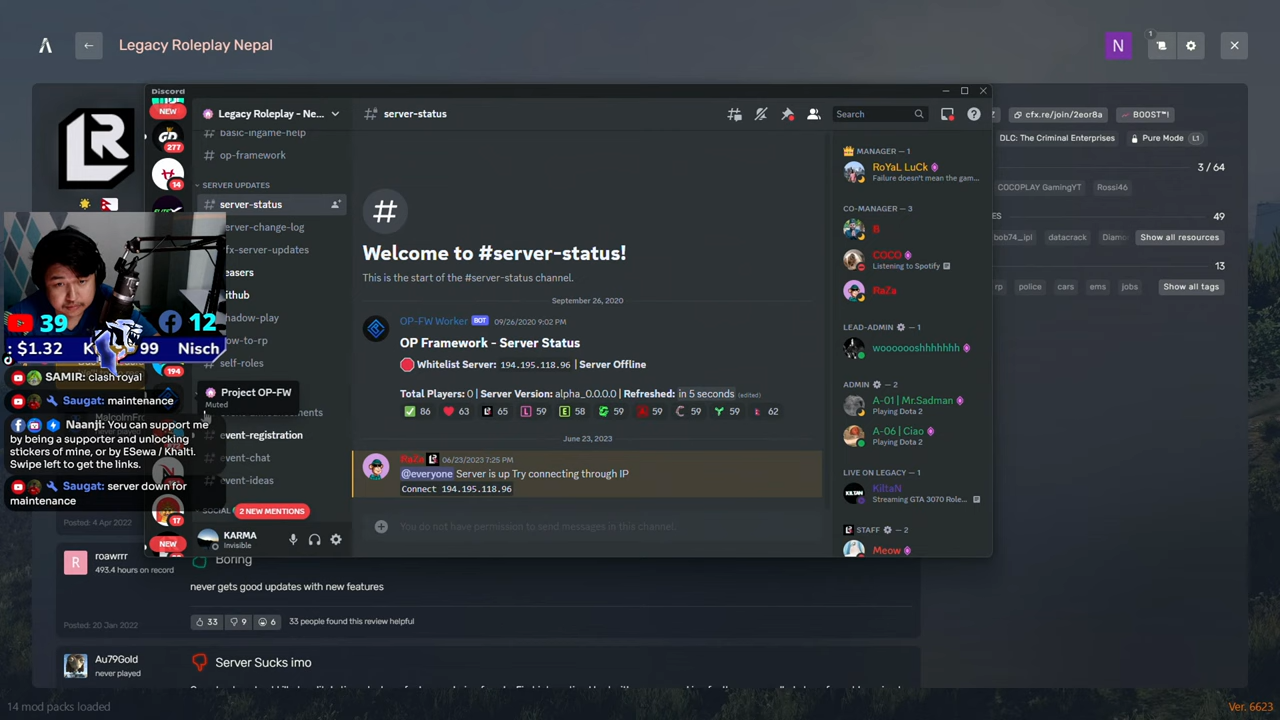 Legacy Roleplay Nepal
N
1
Discord
NEW
277
14
Legacy Roleplay - Ne...
basic-ingame-help
op-framework
SERVER UPDATES
server-status
server-change-log
fx-server-updates
easers
ithub
hadow-play
ow-to-rp
self-roles
Project OP-FW
Muted
event-registration
event-chat
event-ideas
SOCIAL
2 NEW MENTIONS
194
17
NEW
KARMA
Invisible
server-status
Search
Welcome to #server-status!
This is the start of the #server-status channel.
September 26, 2020
OP-FW Worker BOT 09/26/2020 9:02 PM
OP Framework - Server Status
Whitelist Server: 194.195.118.96 | Server Offline
Total Players: 0 | Server Version: alpha_0.0.0.0 | Refreshed: in 5 seconds (edited)
86 63 65 59 58 59 59 59 59 62
June 23, 2023
RaZa 06/23/2023 7:25 PM
@everyone Server is up Try connecting through IP
Connect 194.195.118.96
You do not have permission to send messages in this channel.
MANAGER — 1
RoYaL LuCk
Failure doesn't mean the gam...
CO-MANAGER — 3
B
COCO
Listening to Spotify
RaZa
LEAD-ADMIN — 1
wooooooshhhhhhh
ADMIN — 2
A-01 | Mr.Sadman
Playing Dota 2
A-06 | Ciao
Playing Dota 2
LIVE ON LEGACY — 1
KiltaN
Streaming GTA 3070 Role...
STAFF — 2
Meow
cfx.re/join/2eor8a
BOOST™!
DLC: The Criminal Enterprises
Pure Mode L1
3 / 64
COCOPLAY GamingYT
Rossi46
ES
49
bob74_ipl
datacrack
Diamo
Show all resources
13
rp
police
cars
ems
jobs
Show all tags
39
12
: $1.32
99
Nisch
SAMIR: clash royal
Saugat: maintenance
Naanji: You can support me
by being a supporter and unlocking
stickers of mine, or by ESewa / Khalti.
Swipe left to get the links.
Saugat: server down for
maintenance
Posted: 4 Apr 2022
R
roawrrr
493.4 hours on record
Posted: 20 Jan 2022
Boring
never gets good updates with new features
33
9
6
33 people found this review helpful
Au79Gold
never played
Server Sucks imo
14 mod packs loaded
Ver. 6623